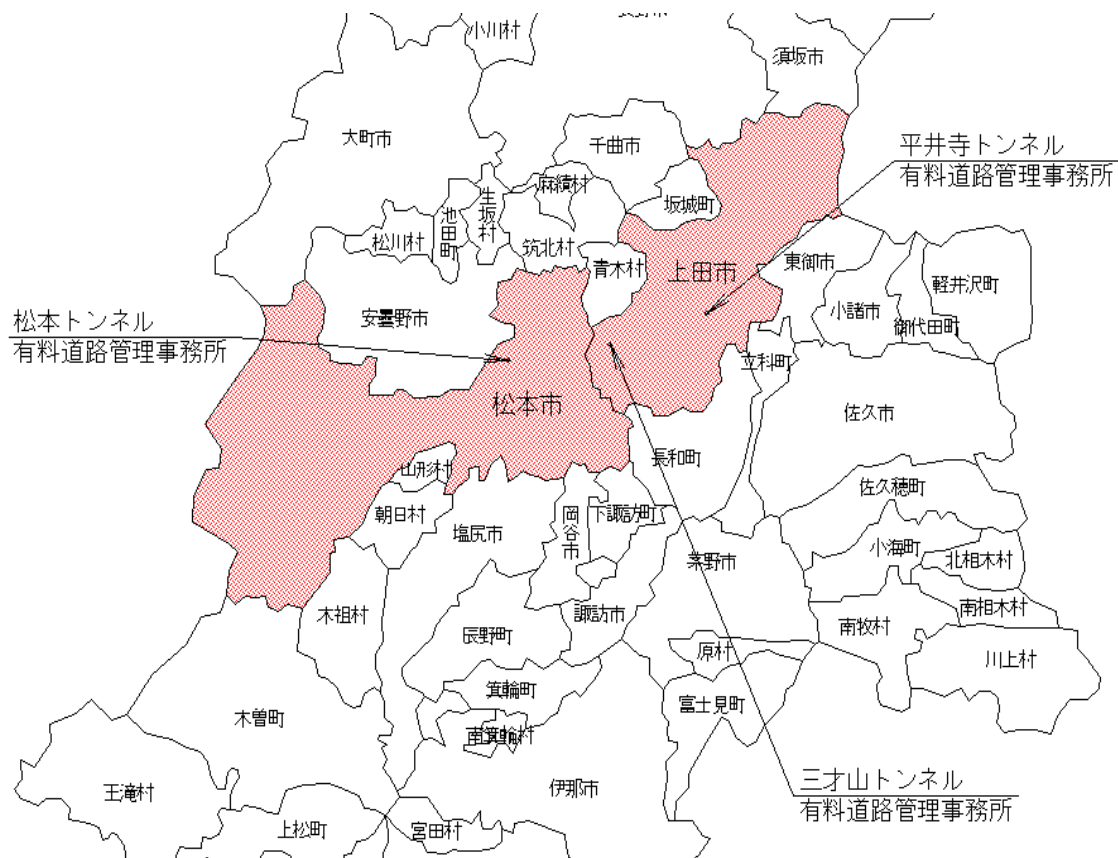 小川村
長野市
須坂市
大町市
千曲市
平井寺トンネル
有料道路管理事務所
麻績村
生坂村
坂城町
池田町
松川村
筑北村
青木村
上田市
東御市
軽井沢町
安曇野市
小諸市
御代田町
松本トンネル
有料道路管理事務所
立科町
松本市
佐久市
山形村
長和町
佐久穂町
朝日村
塩尻市
岡谷市
下諏訪町
小海町
茅野市
北相木村
木祖村
辰野町
諏訪市
南牧村
南相木村
原村
川上村
箕輪町
富士見町
木曽町
南箕輪村
三才山トンネル
有料道路管理事務所
王滝村
伊那市
上松町
宮田村